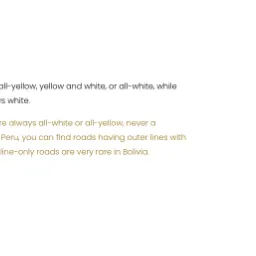 all-yellow, yellow and white, or all-white, while
s white.
e always all-white or all-yellow, never a
Peru, you can find roads having outer lines with
line-only roads are very rare in Bolivia.